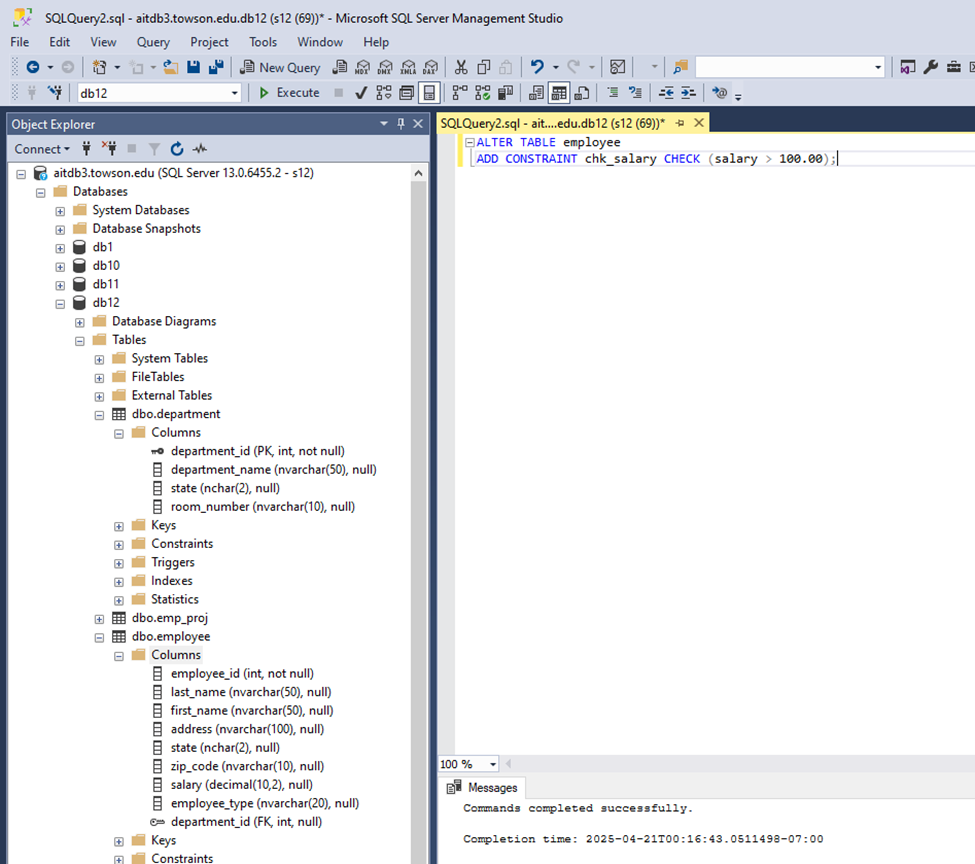 SQLQuery2.sql - aitdb3.towson.edu.db12 (s12 (69))* - Microsoft SQL Server Management Studio
File Edit View Query Project Tools Window Help
New Query MDX DMX XMLA DAX
db12 Execute
Object Explorer
SQLQuery2.sql - ait....edu.db12 (s12 (69))*
Connect
ALTER TABLE employee
ADD CONSTRAINT chk_salary CHECK (salary > 100.00);
aitdb3.towson.edu (SQL Server 13.0.6455.2 - s12)
Databases
System Databases
Database Snapshots
db1
db10
db11
db12
Database Diagrams
Tables
System Tables
FileTables
External Tables
dbo.department
Columns
department_id (PK, int, not null)
department_name (nvarchar(50), null)
state (nchar(2), null)
room_number (nvarchar(10), null)
Keys
Constraints
Triggers
Indexes
Statistics
dbo.emp_proj
dbo.employee
Columns
employee_id (int, not null)
last_name (nvarchar(50), null)
first_name (nvarchar(50), null)
address (nvarchar(100), null)
state (nchar(2), null)
zip_code (nvarchar(10), null)
salary (decimal(10,2), null)
employee_type (nvarchar(20), null)
department_id (FK, int, null)
Keys
Constraints
100 %
Messages
Commands completed successfully.
Completion time: 2025-04-21T00:16:43.0511498-07:00